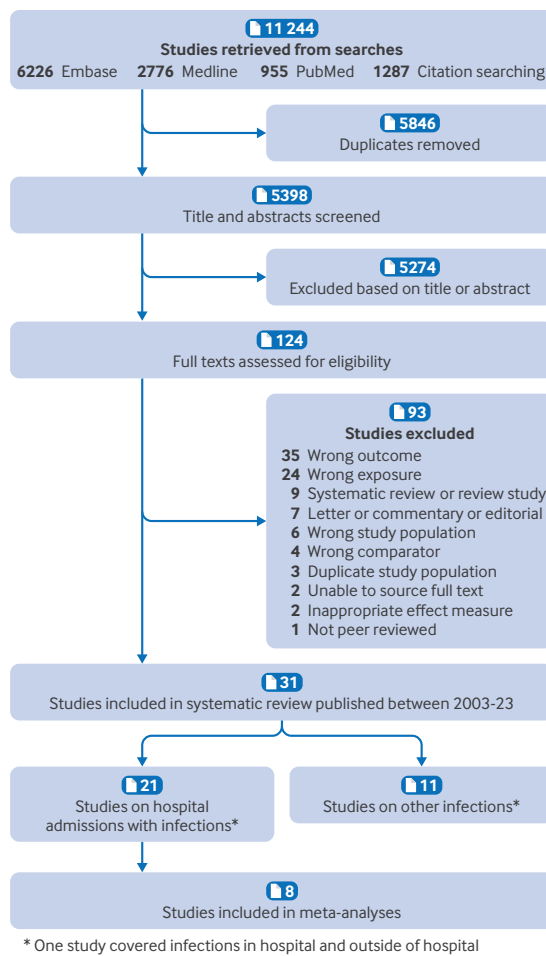 11 244
Studies retrieved from searches
6226 Embase 2776 Medline 955 PubMed 1287 Citation searching
5846
Duplicates removed
5398
Title and abstracts screened
5274
Excluded based on title or abstract
124
Full texts assessed for eligibility
93
Studies excluded
35 Wrong outcome
24 Wrong exposure
9 Systematic review or review study
7 Letter or commentary or editorial
6 Wrong study population
4 Wrong comparator
3 Duplicate study population
2 Unable to source full text
2 Inappropriate effect measure
1 Not peer reviewed
31
Studies included in systematic review published between 2003-23
21
Studies on hospital
admissions with infections*
11
Studies on other infections*
8
Studies included in meta-analyses
* One study covered infections in hospital and outside of hospital